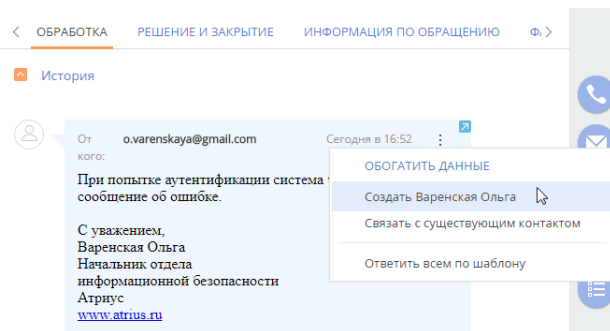 ОБРАБОТКА РЕШЕНИЕ И ЗАКРЫТИЕ ИНФОРМАЦИЯ ПО ОБРАЩЕНИЮ
История
От кого: o.varenskaya@gmail.com Сегодня в 16:52
ОБОГАТИТЬ ДАННЫЕ
Создать Варенская Ольга
Связать с существующим контактом
Ответить всем по шаблону
При попытке аутентификации система
сообщение об ошибке.
С уважением,
Варенская Ольга
Начальник отдела
информационной безопасности
Атриус
www.atrius.ru